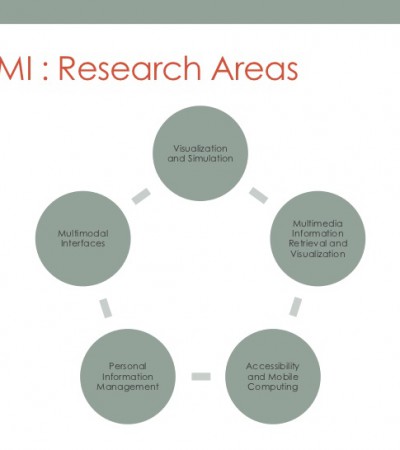 MI : Research Areas
Visualization
and Simulation
Multimedia
Information
Retrieval and
Visualization
Accessibility
and Mobile
Computing
Personal
Information
Management
Multimodal
Interfaces